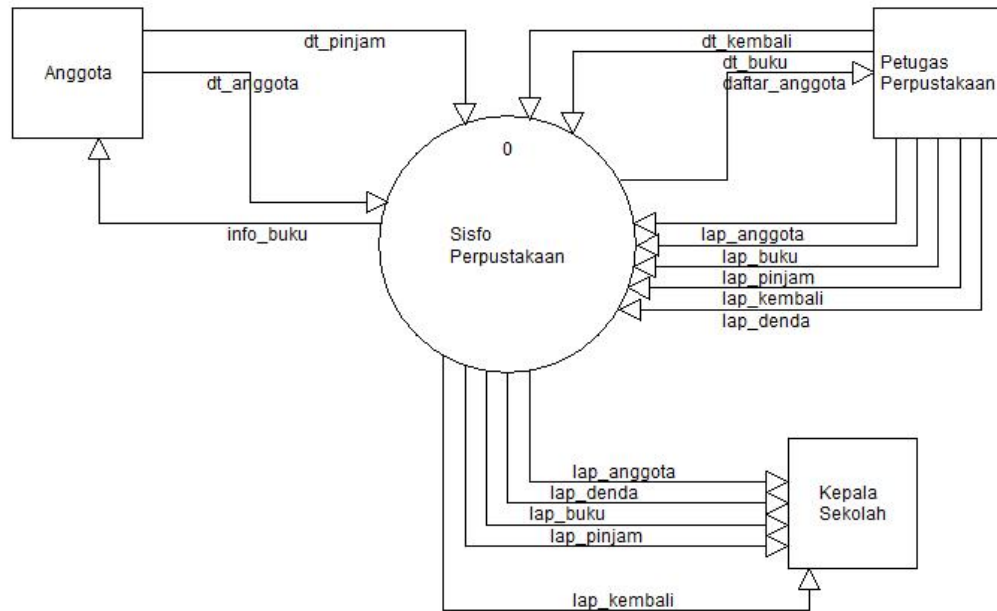 dt_pinjam
Anggota
dt_anggota
info_buku
dt_kembali
dt_buku
daftar_anggota
Petugas
Perpustakaan
0
Sisfo
Perpustakaan
lap_anggota
lap_buku
lap_pinjam
lap_kembali
lap_denda
lap_anggota
lap_denda
lap_buku
lap_pinjam
lap_kembali
Kepala
Sekolah